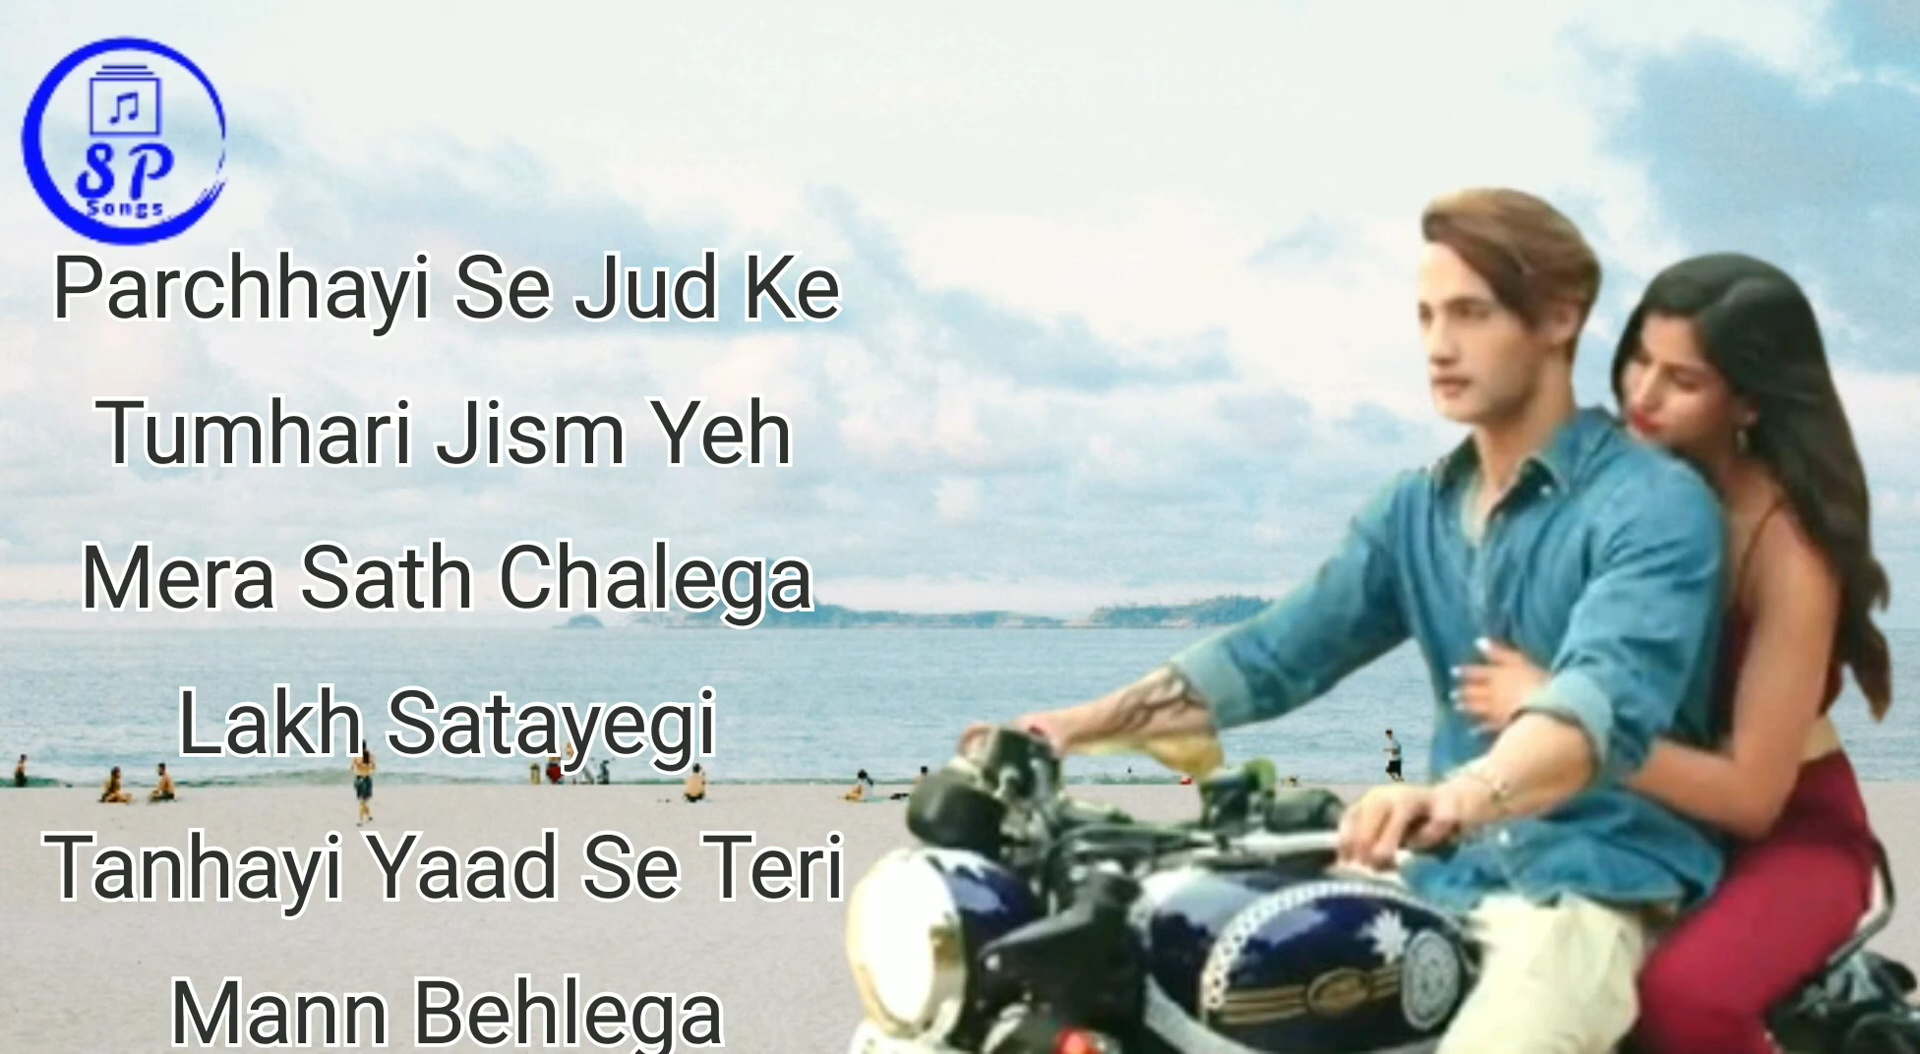 SP
Songs
Parchhayi Se Jud Ke
Tumhari Jism Yeh
Mera Sath Chalega
Lakh Satayegi
Tanhayi Yaad Se Teri
Mann Behlega